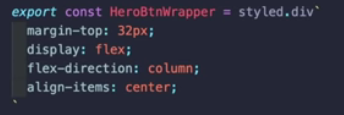 export const HeroBtnWrapper = styled.div`
  margin-top: 32px;
  display: flex;
  flex-direction: column;
  align-items: center;
`